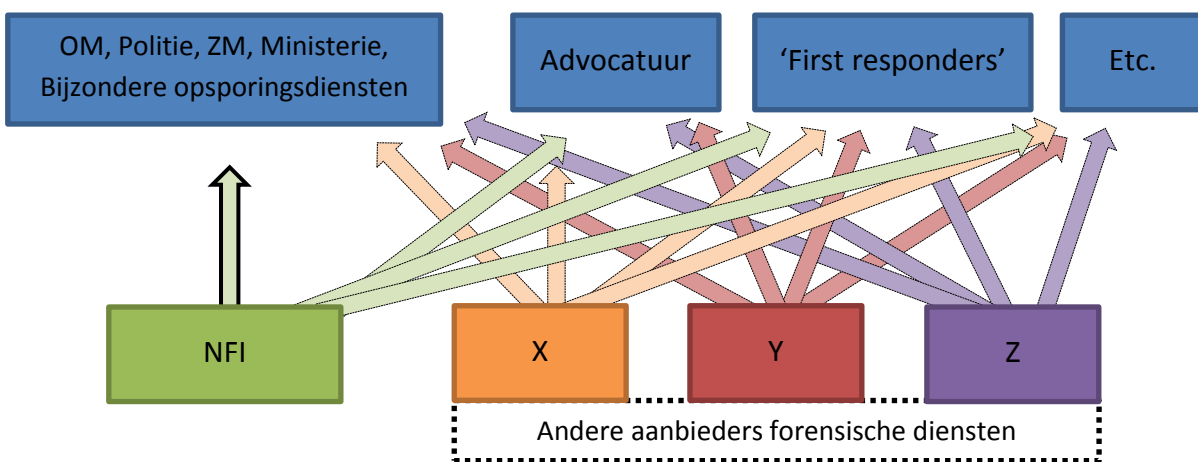 OM, Politie, ZM, Ministerie,
Bijzondere opsporingsdiensten
Advocatuur
‘First responders’
Etc.
NFI
X
Y
Z
Andere aanbieders forensische diensten